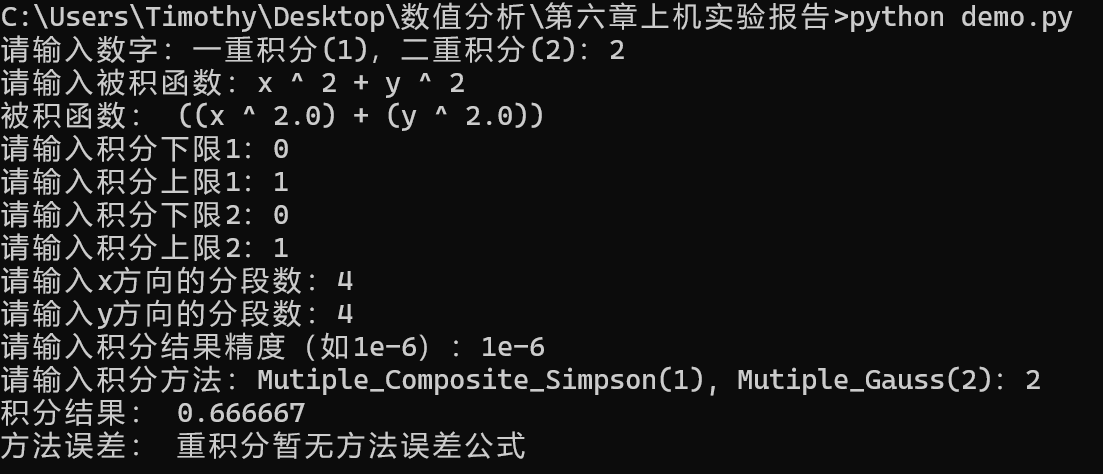 C:\Users\Timothy\Desktop\数值分析\第六章上机实验报告>python demo.py
请输入数字：一重积分(1)，二重积分(2)：2
请输入被积函数：x ^ 2 + y ^ 2
被积函数： ((x ^ 2.0) + (y ^ 2.0))
请输入积分下限1：0
请输入积分上限1：1
请输入积分下限2：0
请输入积分上限2：1
请输入x方向的分段数：4
请输入y方向的分段数：4
请输入积分结果精度（如1e-6）：1e-6
请输入积分方法：Mutiple_Composite_Simpson(1)，Mutiple_Gauss(2)：2
积分结果： 0.666667
方法误差： 重积分暂无方法误差公式